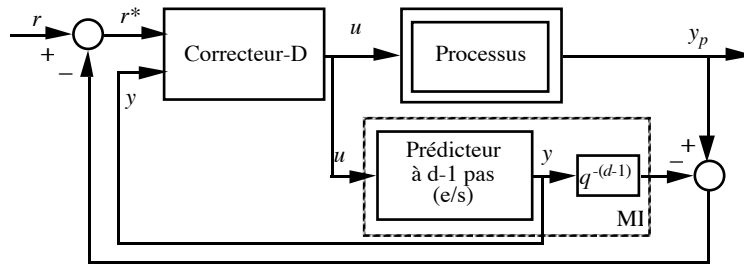 r
r*
+
−
y
Correcteur-D
u
Processus
y_p
u
Prédicteur
à d-1 pas
(e/s)
y
q^{-(d-1)}
−
+
MI